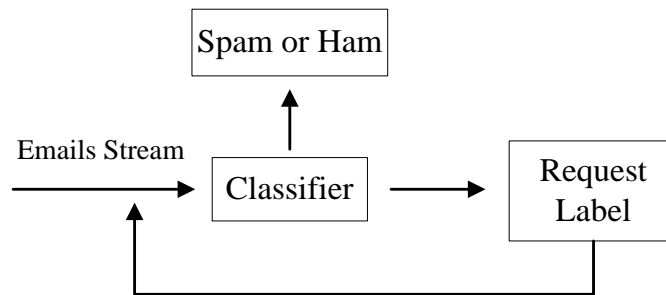 Spam or Ham
Emails Stream
Classifier
Request
Label